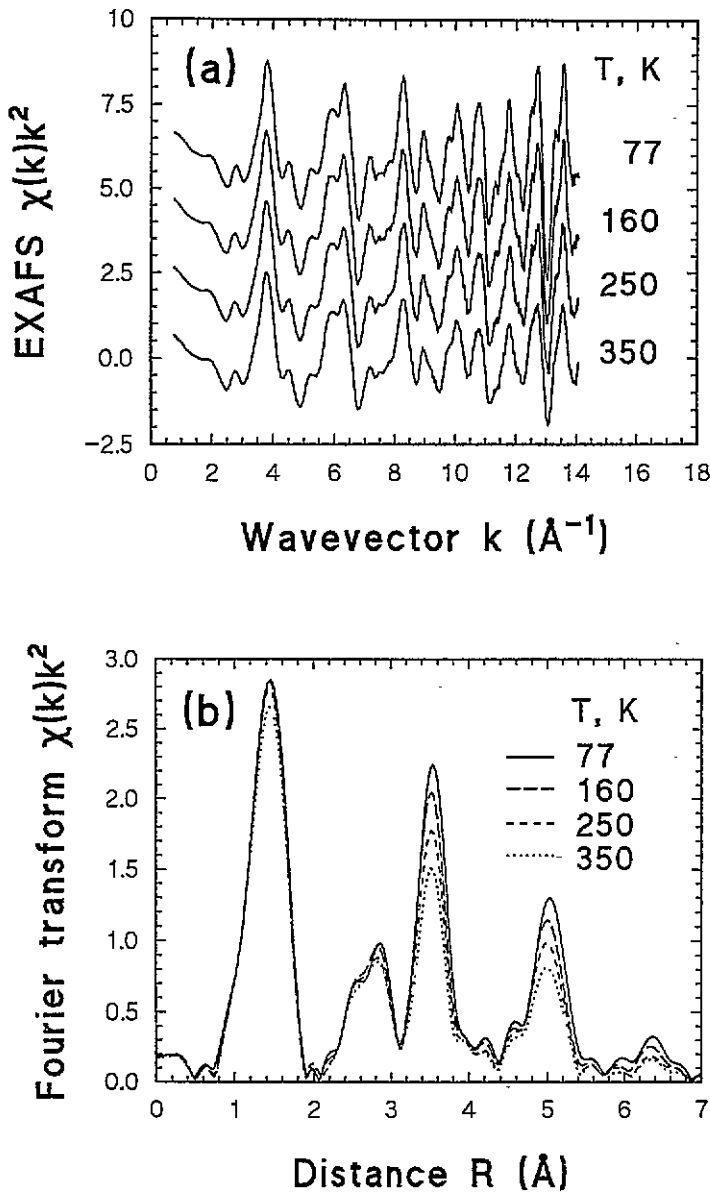 (a)
T, K
77
160
250
350
10
7.5
5.0
2.5
0.0
−2.5
EXAFS χ(k)k²
0 2 4 6 8 10 12 14 16 18
Wavevector k (Å⁻¹)
(b)
T, K
77
160
250
350
3.0
2.5
2.0
1.5
1.0
0.5
0.0
Fourier transform χ(k)k²
0 1 2 3 4 5 6 7
Distance R (Å)